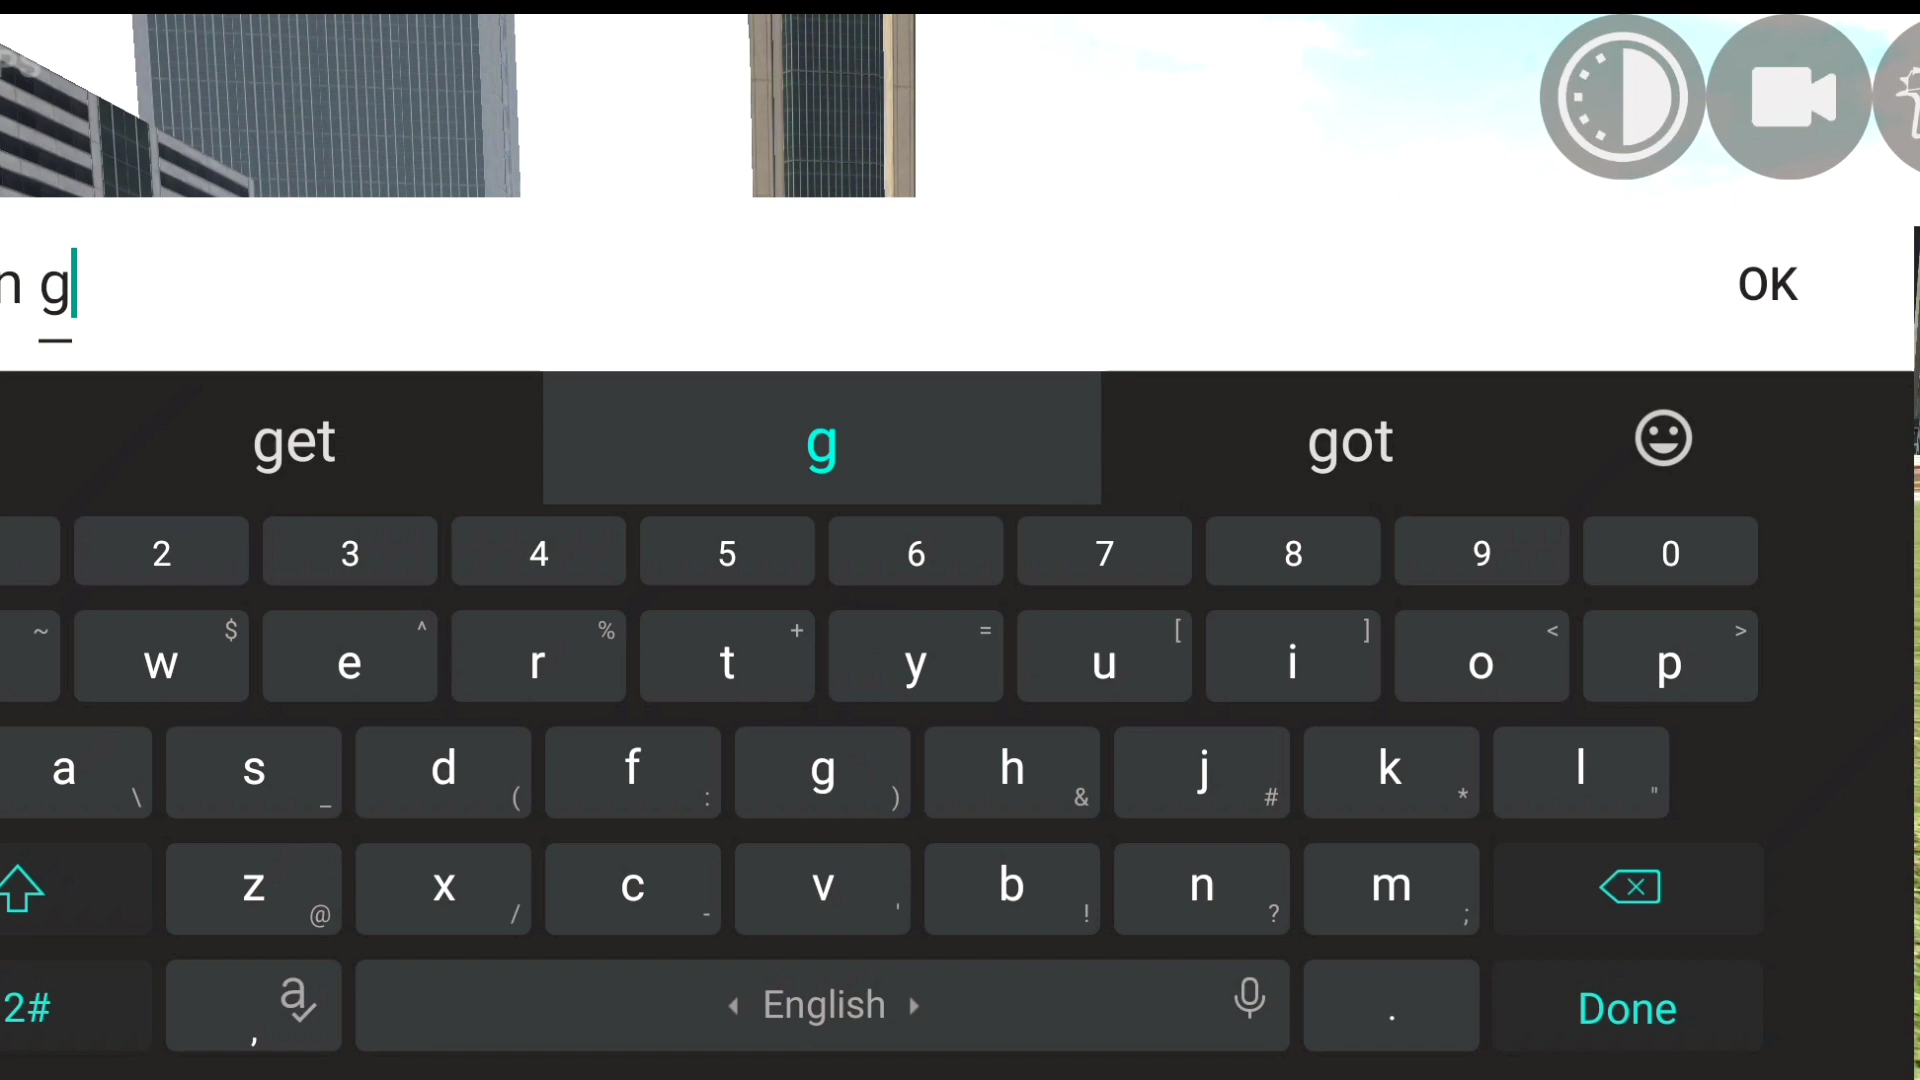 n g
OK
get g got
2 3 4 5 6 7 8 9 0
~ $ ^ % + = [ ] < >
w e r t y u i o p
a s d f g h j k l
\ _ ( : ) & # * "
z x c v b n m
@ / - ' ! ? ;
2# , a English . Done